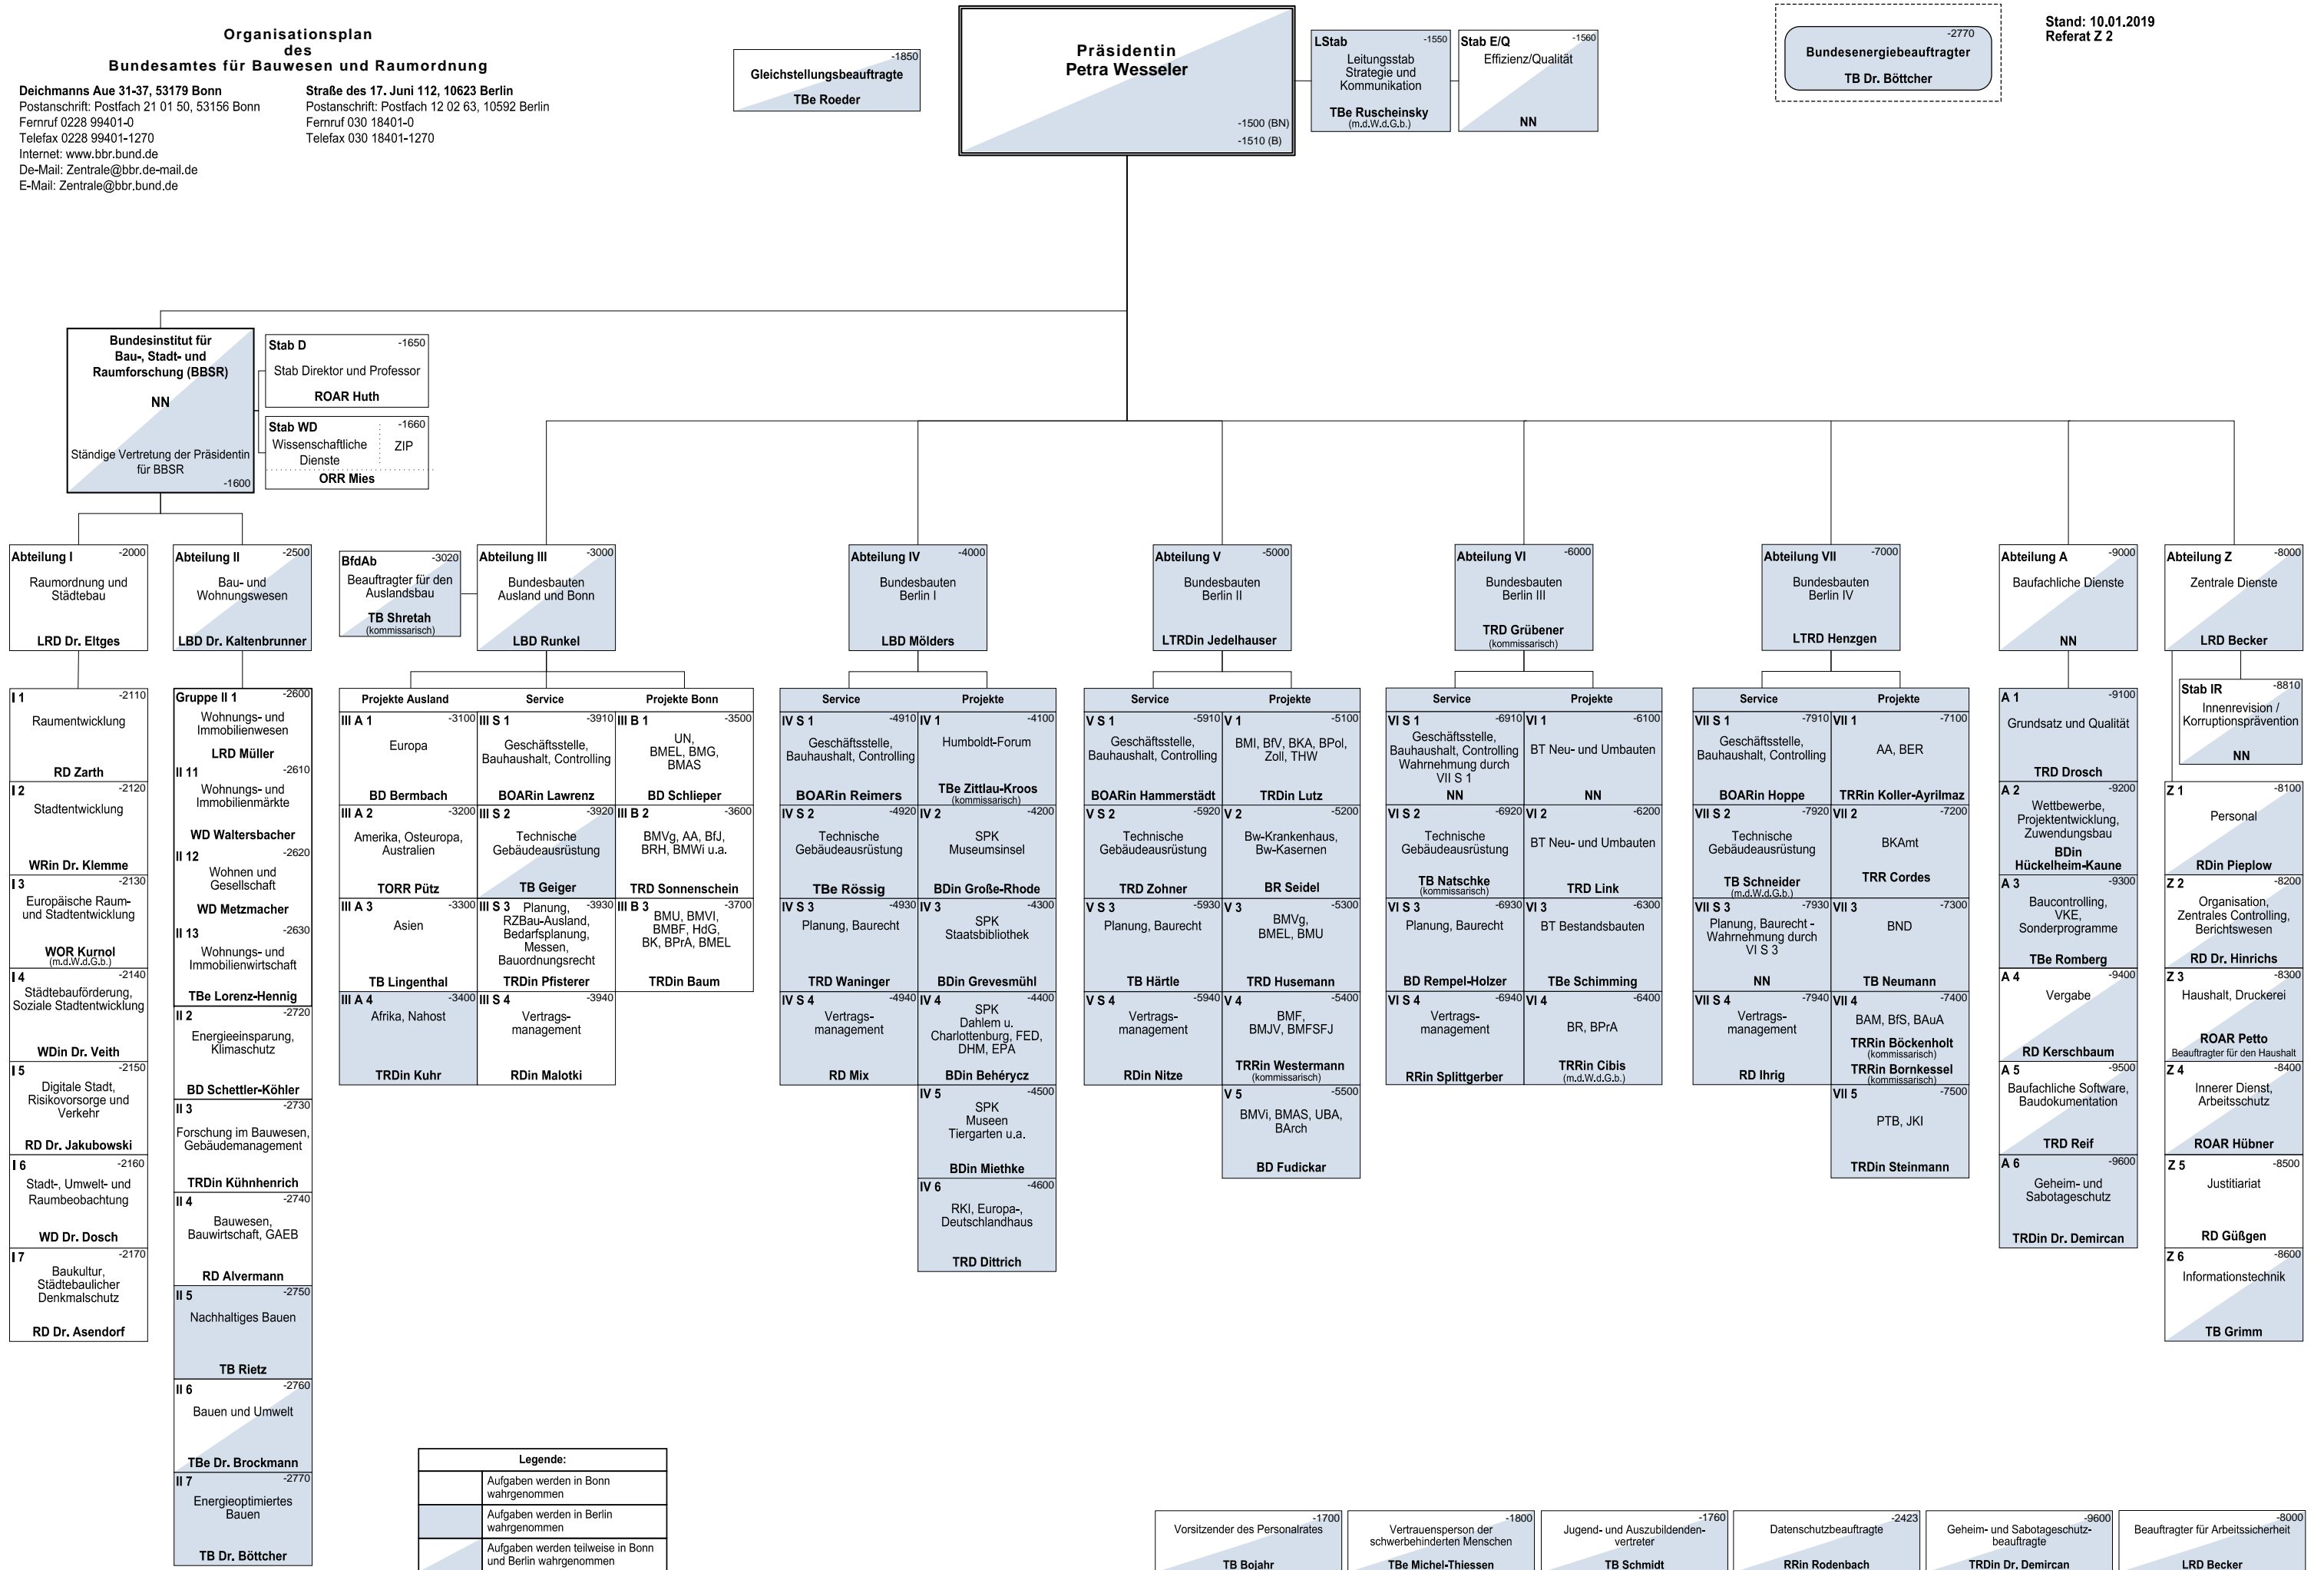 Organisationsplan
des
Bundesamtes für Bauwesen und Raumordnung
Deichmanns Aue 31-37, 53179 Bonn
Postanschrift: Postfach 21 01 50, 53156 Bonn
Fernruf 0228 99401-0
Telefax 0228 99401-1270
Internet: www.bbr.bund.de
De-Mail: Zentrale@bbr.de-mail.de
E-Mail: Zentrale@bbr.bund.de
Straße des 17. Juni 112, 10623 Berlin
Postanschrift: Postfach 12 02 63, 10592 Berlin
Fernruf 030 18401-0
Telefax 030 18401-1270
-1850
Gleichstellungsbeauftragte
TBe Roeder
Präsidentin
Petra Wesseler
-1500 (BN)
-1510 (B)
LStab -1550
Leitungsstab
Strategie und
Kommunikation
TBe Ruscheinsky
(m.d.W.d.G.b.)
Stab E/Q -1560
Effizienz/Qualität
NN
-2770
Bundesenergiebeauftragter
TB Dr. Böttcher
Stand: 10.01.2019
Referat Z 2
Bundesinstitut für
Bau-, Stadt- und
Raumforschung (BBSR)
NN
Ständige Vertretung der Präsidentin
für BBSR
-1600
Stab D -1650
Stab Direktor und Professor
ROAR Huth
Stab WD -1660
Wissenschaftliche ZIP
Dienste
ORR Mies
Abteilung I -2000
Raumordnung und
Städtebau
LRD Dr. Eltges
Abteilung II -2500
Bau- und
Wohnungswesen
LBD Dr. Kaltenbrunner
BfdAb -3020
Beauftragter für den
Auslandsbau
TB Shretah
(kommissarisch)
Abteilung III -3000
Bundesbauten
Ausland und Bonn
LBD Runkel
Abteilung IV -4000
Bundesbauten
Berlin I
LBD Mölders
Abteilung V -5000
Bundesbauten
Berlin II
LTRDin Jedelhauser
Abteilung VI -6000
Bundesbauten
Berlin III
TRD Grübener
(kommissarisch)
Abteilung VII -7000
Bundesbauten
Berlin IV
LTRD Henzgen
Abteilung A -9000
Baufachliche Dienste
NN
Abteilung Z -8000
Zentrale Dienste
LRD Becker
I 1 -2110
Raumentwicklung
RD Zarth
I 2 -2120
Stadtentwicklung
WRin Dr. Klemme
I 3 -2130
Europäische Raum-
und Stadtentwicklung
WOR Kurnol
(m.d.W.d.G.b.)
I 4 -2140
Städtebauförderung,
Soziale Stadtentwicklung
WDin Dr. Veith
I 5 -2150
Digitale Stadt,
Risikovorsorge und
Verkehr
RD Dr. Jakubowski
I 6 -2160
Stadt-, Umwelt- und
Raumbeobachtung
WD Dr. Dosch
I 7 -2170
Baukultur,
Städtebaulicher
Denkmalschutz
RD Dr. Asendorf
Gruppe II 1 -2600
Wohnungs- und
Immobilienwesen
LRD Müller
II 11 -2610
Wohnungs- und
Immobilienmärkte
WD Waltersbacher
II 12 -2620
Wohnen und
Gesellschaft
WD Metzmacher
II 13 -2630
Wohnungs- und
Immobilienwirtschaft
TBe Lorenz-Hennig
II 2 -2720
Energieeinsparung,
Klimaschutz
BD Schettler-Köhler
II 3 -2730
Forschung im Bauwesen,
Gebäudemanagement
TRDin Kühnhenrich
II 4 -2740
Bauwesen,
Bauwirtschaft, GAEB
RD Alvermann
II 5 -2750
Nachhaltiges Bauen
TB Rietz
II 6 -2760
Bauen und Umwelt
TBe Dr. Brockmann
II 7 -2770
Energieoptimiertes
Bauen
TB Dr. Böttcher
Projekte Ausland
III A 1 -3100
Europa
BD Bermbach
III A 2 -3200
Amerika, Osteuropa,
Australien
TORR Pütz
III A 3 -3300
Asien
TB Lingenthal
III A 4 -3400
Afrika, Nahost
TRDin Kuhr
Service
III S 1 -3910
Geschäftsstelle,
Bauhaushalt, Controlling
BOARin Lawrenz
III S 2 -3920
Technische
Gebäudeausrüstung
TB Geiger
III S 3 -3930
Planung,
RZBau-Ausland,
Bedarfsplanung,
Messen,
Bauordnungsrecht
TRDin Pfisterer
III S 4 -3940
Vertrags-
management
RDin Malotki
Projekte Bonn
III B 1 -3500
UN,
BMEL, BMG,
BMAS
BD Schlieper
III B 2 -3600
BMVg, AA, BfJ,
BRH, BMWi u.a.
TRD Sonnenschein
III B 3 -3700
BMU, BMVI,
BMBF, HdG,
BK, BPrA, BMEL
TRDin Baum
Service
IV S 1 -4910
Geschäftsstelle,
Bauhaushalt, Controlling
BOARin Reimers
IV S 2 -4920
Technische
Gebäudeausrüstung
TBe Rössig
IV S 3 -4930
Planung, Baurecht
TRD Waninger
IV S 4 -4940
Vertrags-
management
RD Mix
Projekte
IV 1 -4100
Humboldt-Forum
TBe Zittlau-Kroos
(kommissarisch)
IV 2 -4200
SPK
Museumsinsel
BDin Große-Rhode
IV 3 -4300
SPK
Staatsbibliothek
BDin Grevesmühl
IV 4 -4400
SPK
Dahlem u.
Charlottenburg, FED,
DHM, EPA
BDin Behérycz
IV 5 -4500
SPK
Museen
Tiergarten u.a.
BDin Miethke
IV 6 -4600
RKI, Europa-,
Deutschlandhaus
TRD Dittrich
Service
V S 1 -5910
Geschäftsstelle,
Bauhaushalt, Controlling
BOARin Hammerstädt
V S 2 -5920
Technische
Gebäudeausrüstung
TRD Zohner
V S 3 -5930
Planung, Baurecht
TB Härtle
V S 4 -5940
Vertrags-
management
RDin Nitze
Projekte
V 1 -5100
BMI, BfV, BKA, BPol,
Zoll, THW
TRDin Lutz
V 2 -5200
Bw-Krankenhaus,
Bw-Kasernen
BR Seidel
V 3 -5300
BMVg,
BMEL, BMU
TRD Husemann
V 4 -5400
BMF,
BMJV, BMFSFJ
TRRin Westermann
(kommissarisch)
V 5 -5500
BMVi, BMAS, UBA,
BArch
BD Fudickar
Service
VI S 1 -6910
Geschäftsstelle,
Bauhaushalt, Controlling
Wahrnehmung durch
VII S 1
NN
VI S 2 -6920
Technische
Gebäudeausrüstung
TB Natschke
(kommissarisch)
VI S 3 -6930
Planung, Baurecht
BD Rempel-Holzer
VI S 4 -6940
Vertrags-
management
RRin Splittgerber
Projekte
VI 1 -6100
BT Neu- und Umbauten
NN
VI 2 -6200
BT Neu- und Umbauten
TRD Link
VI 3 -6300
BT Bestandsbauten
TBe Schimming
VI 4 -6400
BR, BPrA
TRRin Cibis
(m.d.W.d.G.b.)
Service
VII S 1 -7910
Geschäftsstelle,
Bauhaushalt, Controlling
BOARin Hoppe
VII S 2 -7920
Technische
Gebäudeausrüstung
TB Schneider
(m.d.W.d.G.b.)
VII S 3 -7930
Planung, Baurecht -
Wahrnehmung durch
VI S 3
NN
VII S 4 -7940
Vertrags-
management
RD Ihrig
Projekte
VII 1 -7100
AA, BER
TRRin Koller-Ayrilmaz
VII 2 -7200
BKAmt
TRR Cordes
VII 3 -7300
BND
TB Neumann
VII 4 -7400
BAM, BfS, BAuA
TRRin Böckenholt
(kommissarisch)
TRRin Bornkessel
(kommissarisch)
VII 5 -7500
PTB, JKI
TRDin Steinmann
A 1 -9100
Grundsatz und Qualität
TRD Drosch
A 2 -9200
Wettbewerbe,
Projektentwicklung,
Zuwendungsbau
BDin
Hückelheim-Kaune
A 3 -9300
Baucontrolling,
VKE,
Sonderprogramme
TBe Romberg
A 4 -9400
Vergabe
RD Kerschbaum
A 5 -9500
Baufachliche Software,
Baudokumentation
TRD Reif
A 6 -9600
Geheim- und
Sabotageschutz
TRDin Dr. Demircan
Stab IR -8810
Innenrevision /
Korruptionsprävention
NN
Z 1 -8100
Personal
RDin Pieplow
Z 2 -8200
Organisation,
Zentrales Controlling,
Berichtswesen
RD Dr. Hinrichs
Z 3 -8300
Haushalt, Druckerei
ROAR Petto
Beauftragter für den Haushalt
Z 4 -8400
Innerer Dienst,
Arbeitsschutz
ROAR Hübner
Z 5 -8500
Justitiariat
RD Güßgen
Z 6 -8600
Informationstechnik
TB Grimm
Legende:
Aufgaben werden in Bonn
wahrgenommen
Aufgaben werden in Berlin
wahrgenommen
Aufgaben werden teilweise in Bonn
und Berlin wahrgenommen
-1700
Vorsitzender des Personalrates
TB Bojahr
-1800
Vertrauensperson der
schwerbehinderten Menschen
TBe Michel-Thiessen
-1760
Jugend- und Auszubildenden-
vertreter
TB Schmidt
-2423
Datenschutzbeauftragte
RRin Rodenbach
-9600
Geheim- und Sabotageschutz-
beauftragte
TRDin Dr. Demircan
-8000
Beauftragter für Arbeitssicherheit
LRD Becker